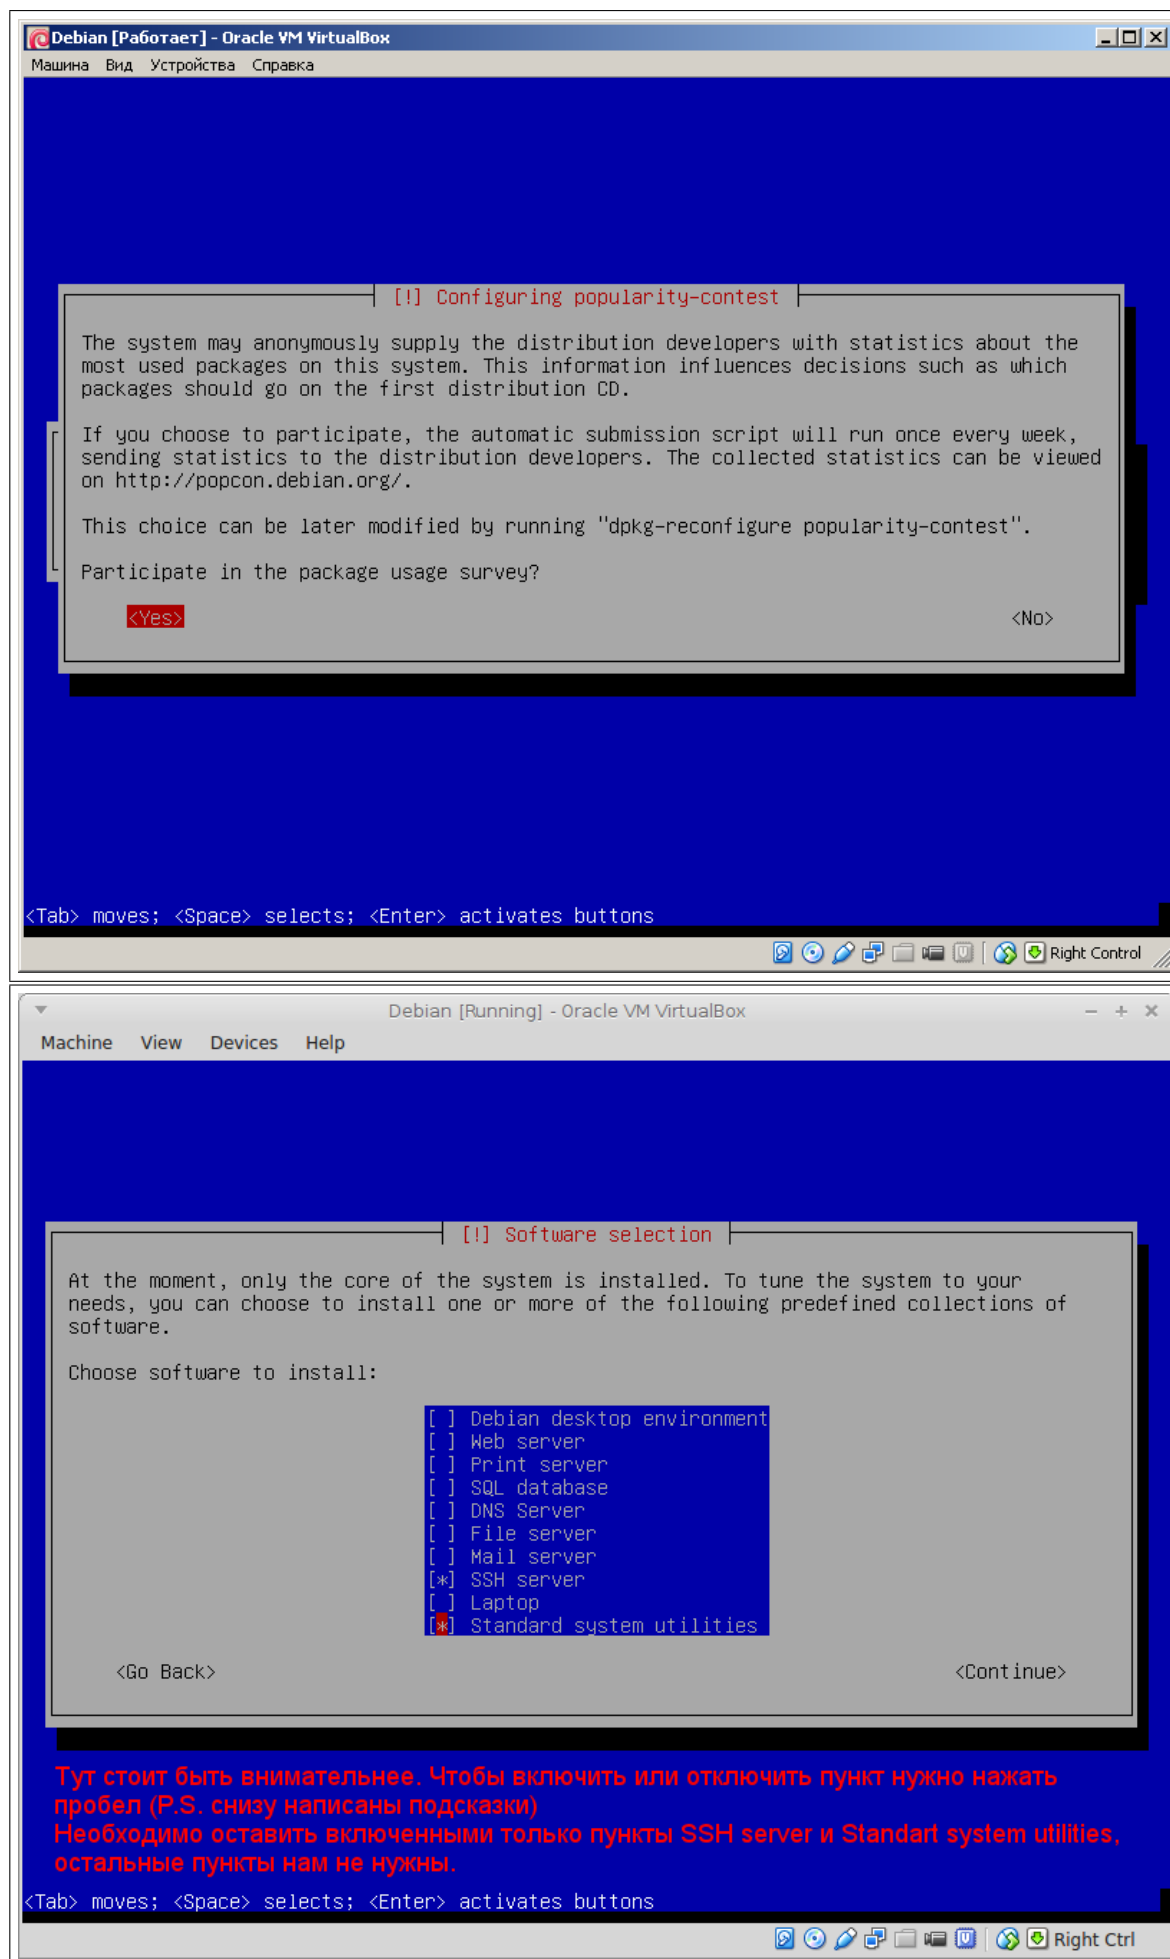 Debian [Работает] - Oracle VM VirtualBox
Машина Вид Устройства Справка
[!] Configuring popularity-contest
The system may anonymously supply the distribution developers with statistics about the
most used packages on this system. This information influences decisions such as which
packages should go on the first distribution CD.
If you choose to participate, the automatic submission script will run once every week,
sending statistics to the distribution developers. The collected statistics can be viewed
on http://popcon.debian.org/.
This choice can be later modified by running "dpkg-reconfigure popularity-contest".
Participate in the package usage survey?
<Yes> <No>
<Tab> moves; <Space> selects; <Enter> activates buttons
Right Control
Debian [Running] - Oracle VM VirtualBox
Machine View Devices Help
[!] Software selection
At the moment, only the core of the system is installed. To tune the system to your
needs, you can choose to install one or more of the following predefined collections of
software.
Choose software to install:
[ ] Debian desktop environment
[ ] Web server
[ ] Print server
[ ] SQL database
[ ] DNS Server
[ ] File server
[ ] Mail server
[*] SSH server
[ ] Laptop
[*] Standard system utilities
<Go Back> <Continue>
Тут стоит быть внимательнее. Чтобы включить или отключить пункт нужно нажать
пробел (P.S. снизу написаны подсказки)
Необходимо оставить включенными только пункты SSH server и Standart system utilities,
остальные пункты нам не нужны.
<Tab> moves; <Space> selects; <Enter> activates buttons
Right Ctrl